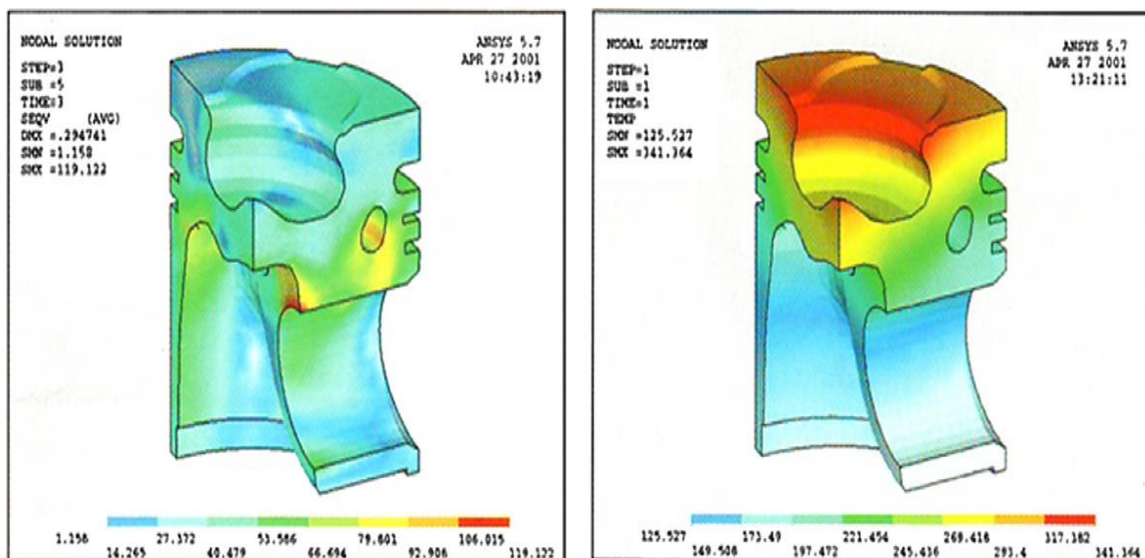 NODAL SOLUTION
STEP=3
SUB =5
TIME=3
SEQV (AVG)
DMX =.294741
SMN =1.158
SMX =119.122
ANSYS 5.7
APR 27 2001
10:43:19
1.158 27.372 53.586 79.801 106.015
14.265 40.479 66.694 92.908 119.122
NODAL SOLUTION
STEP=1
SUB =1
TIME=1
TEMP
SMN =125.527
SMX =341.364
ANSYS 5.7
APR 27 2001
13:21:11
125.527 173.49 221.454 269.418 317.382
149.508 197.472 245.436 293.4